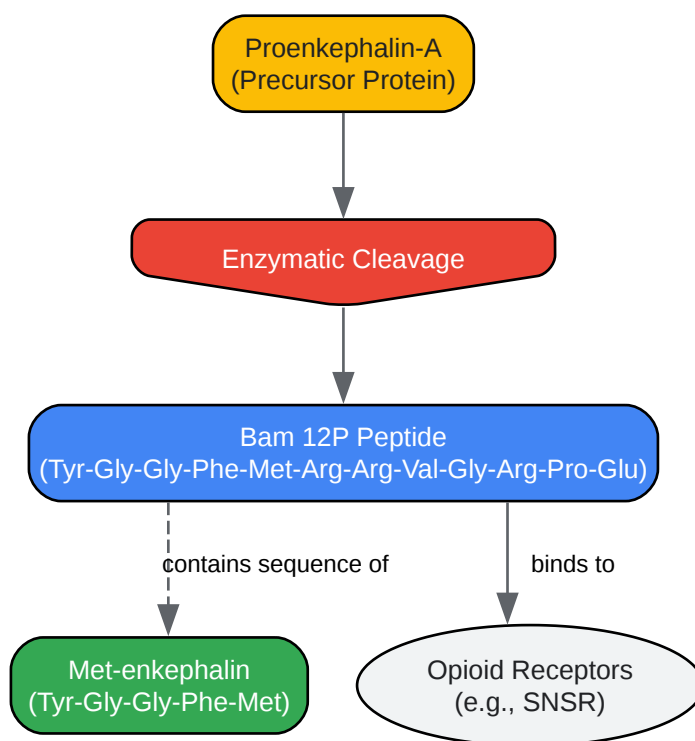 Proenkephalin-A
(Precursor Protein)
Enzymatic Cleavage
Bam 12P Peptide
(Tyr-Gly-Gly-Phe-Met-Arg-Arg-Val-Gly-Arg-Pro-Glu)
contains sequence of
binds to
Met-enkephalin
(Tyr-Gly-Gly-Phe-Met)
Opioid Receptors
(e.g., SNSR)